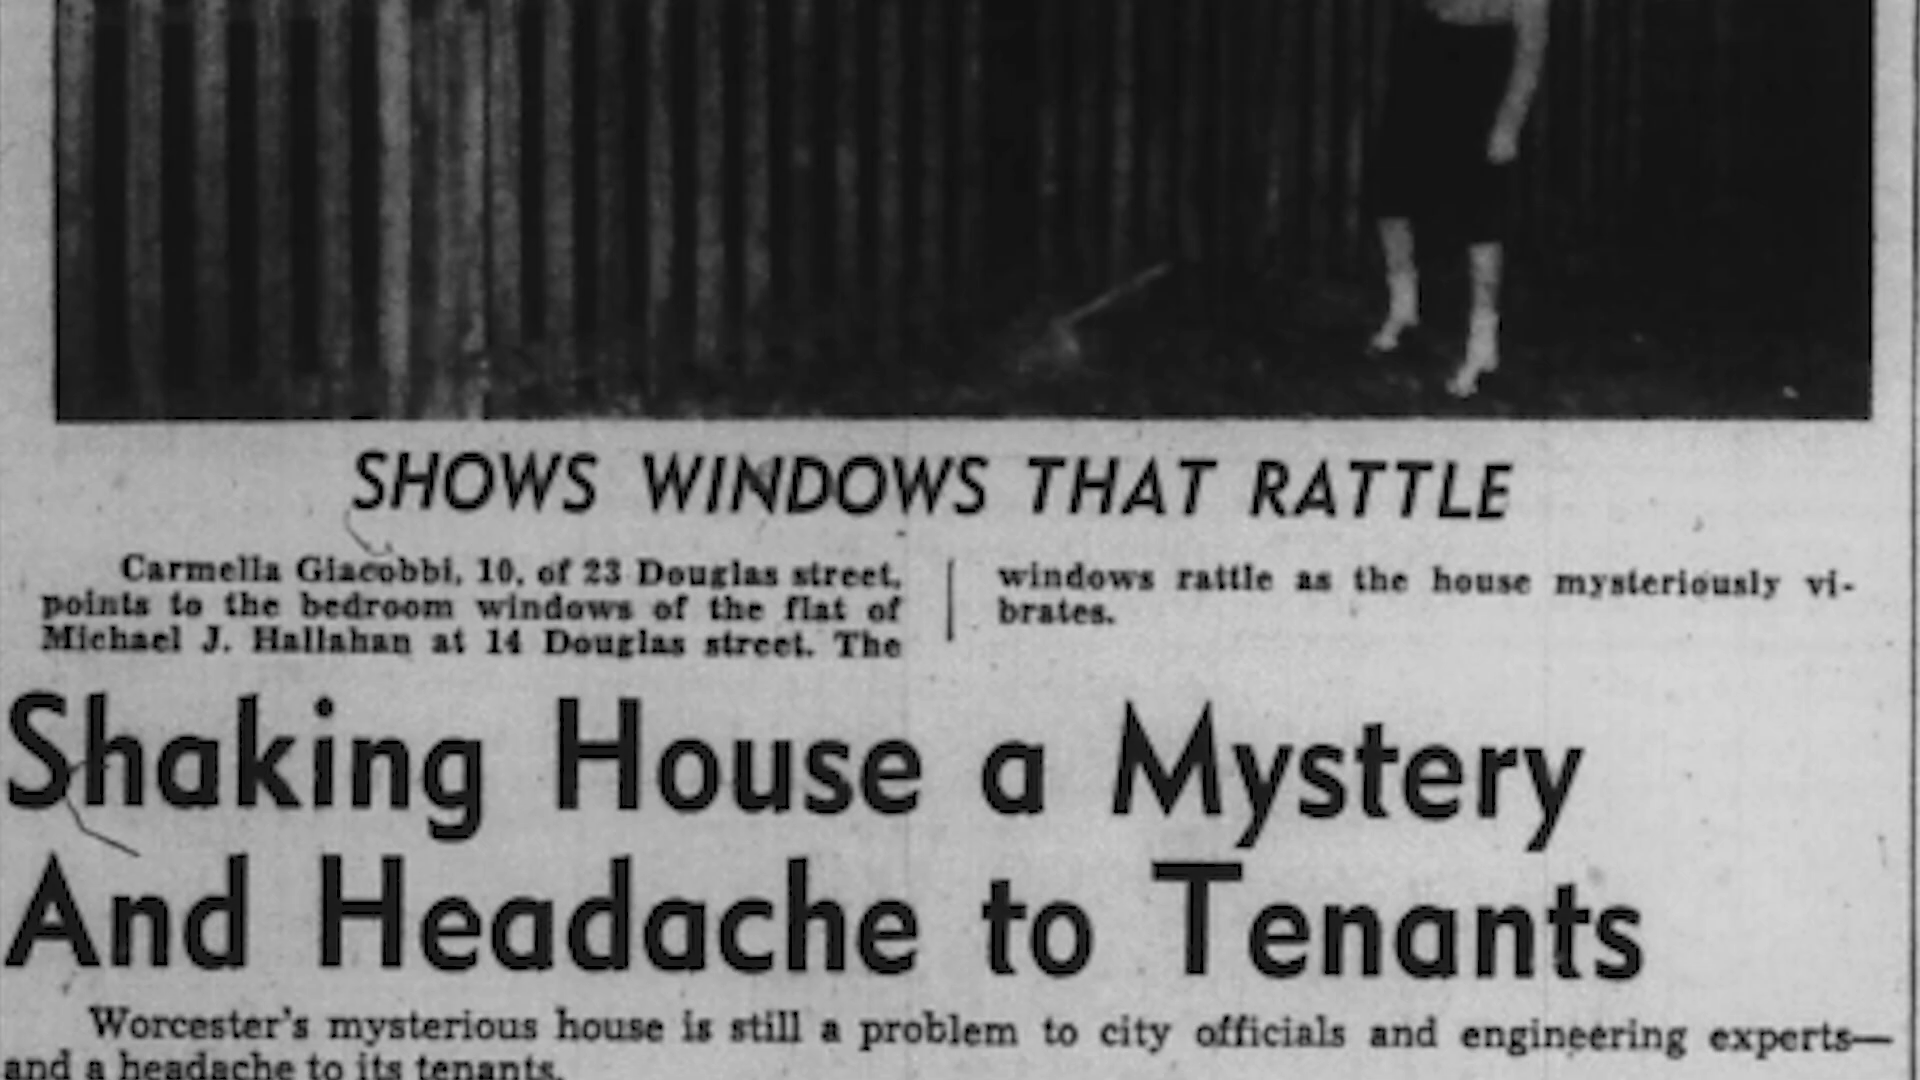 SHOWS WINDOWS THAT RATTLE
Carmella Giacobbi, 10, of 23 Douglas street,
points to the bedroom windows of the flat of
Michael J. Hallahan at 14 Douglas street. The
windows rattle as the house mysteriously vi-
brates.
Shaking House a Mystery
And Headache to Tenants
Worcester's mysterious house is still a problem to city officials and engineering experts—
and a headache to its tenants.